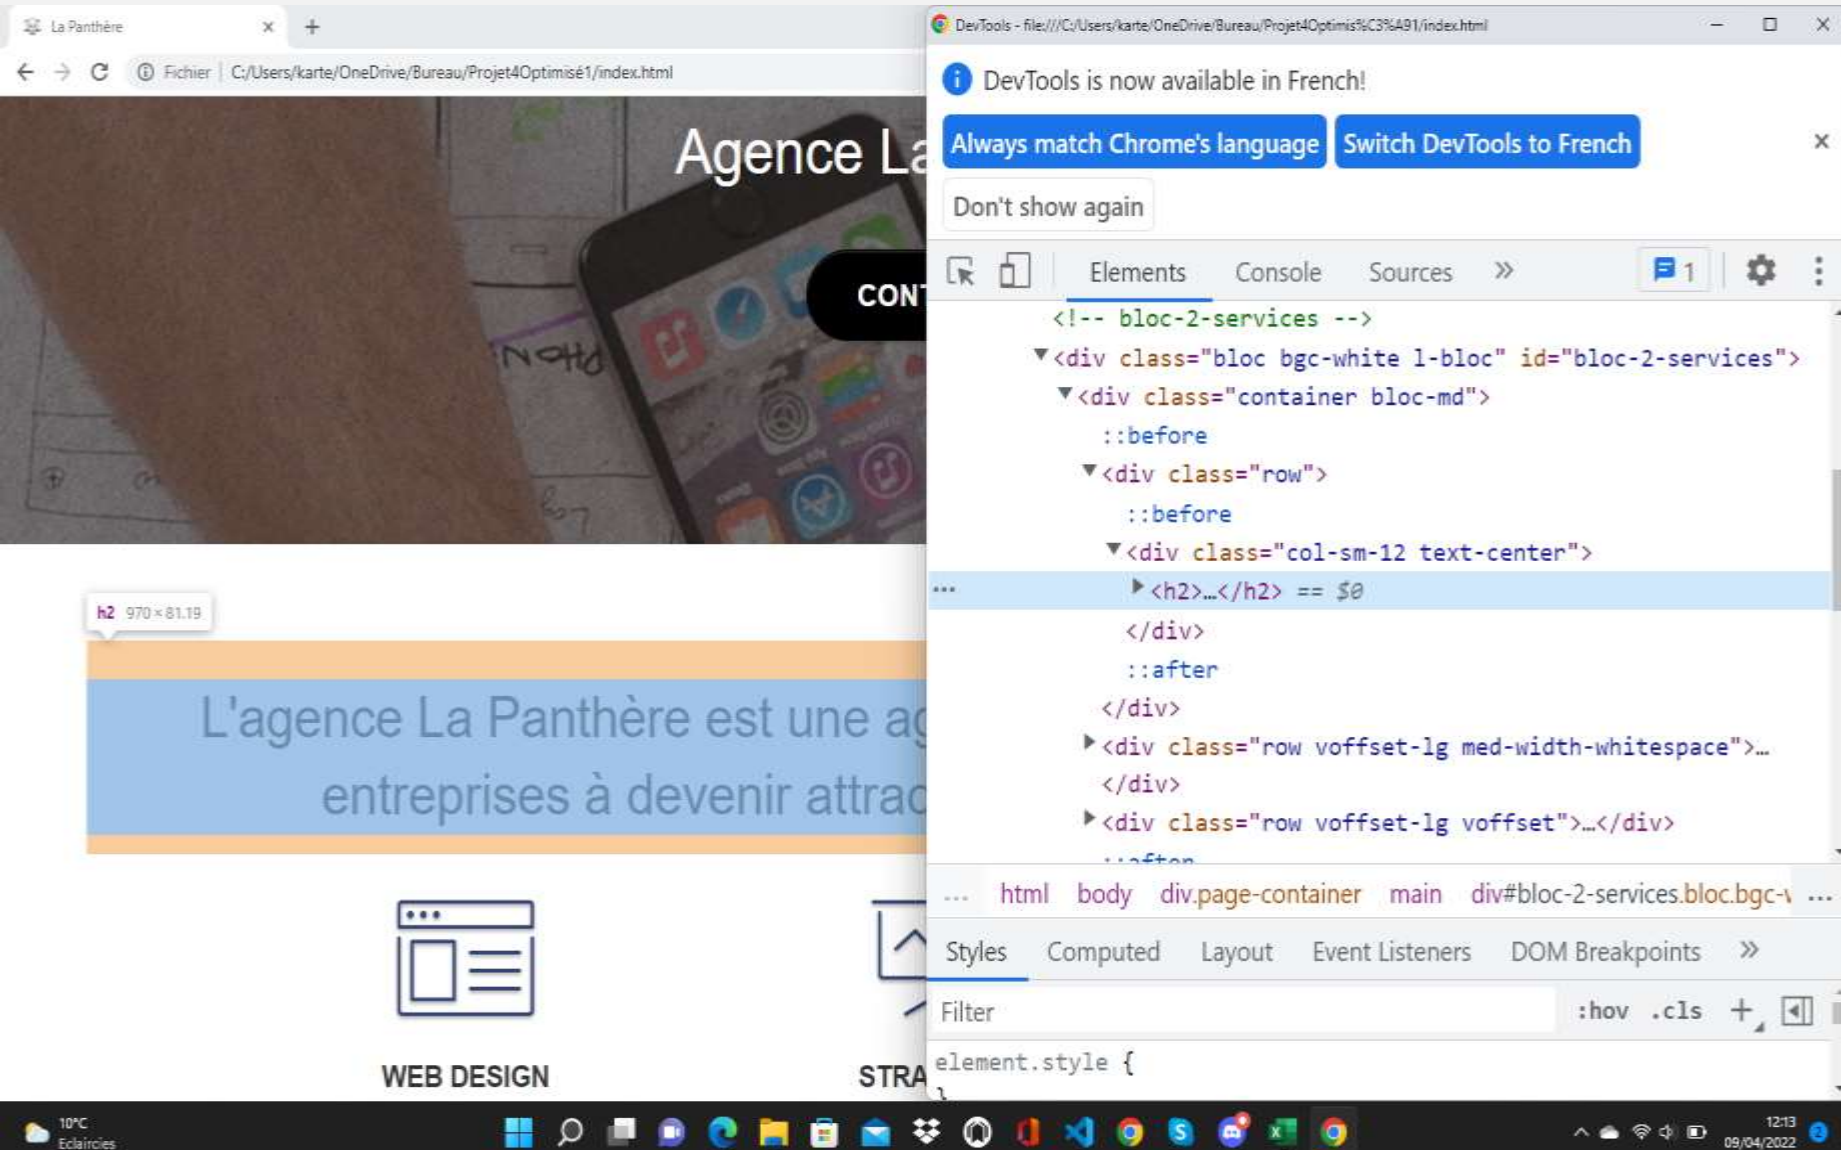 La Panthère
Fichier | C:/Users/karte/OneDrive/Bureau/Projet4Optimisé1/index.html
Agence La
CONT
PHON
h2 970 × 81.19
L'agence La Panthère est une ag
entreprises à devenir attrac
WEB DESIGN
STRA
DevTools - file:///C:/Users/karte/OneDrive/Bureau/Projet4Optimis%C3%A91/index.html
DevTools is now available in French!
Always match Chrome's language
Switch DevTools to French
Don't show again
Elements Console Sources » 1
<!-- bloc-2-services -->
<div class="bloc bgc-white l-bloc" id="bloc-2-services">
<div class="container bloc-md">
::before
<div class="row">
::before
<div class="col-sm-12 text-center">
... <h2>…</h2> == $0
</div>
::after
</div>
<div class="row voffset-lg med-width-whitespace">…
</div>
<div class="row voffset-lg voffset">…</div>
::after
... html body div.page-container main div#bloc-2-services.bloc.bgc-w ...
Styles Computed Layout Event Listeners DOM Breakpoints »
Filter :hov .cls +
element.style {
}
10°C
Eclaircies
12:13
09/04/2022
2